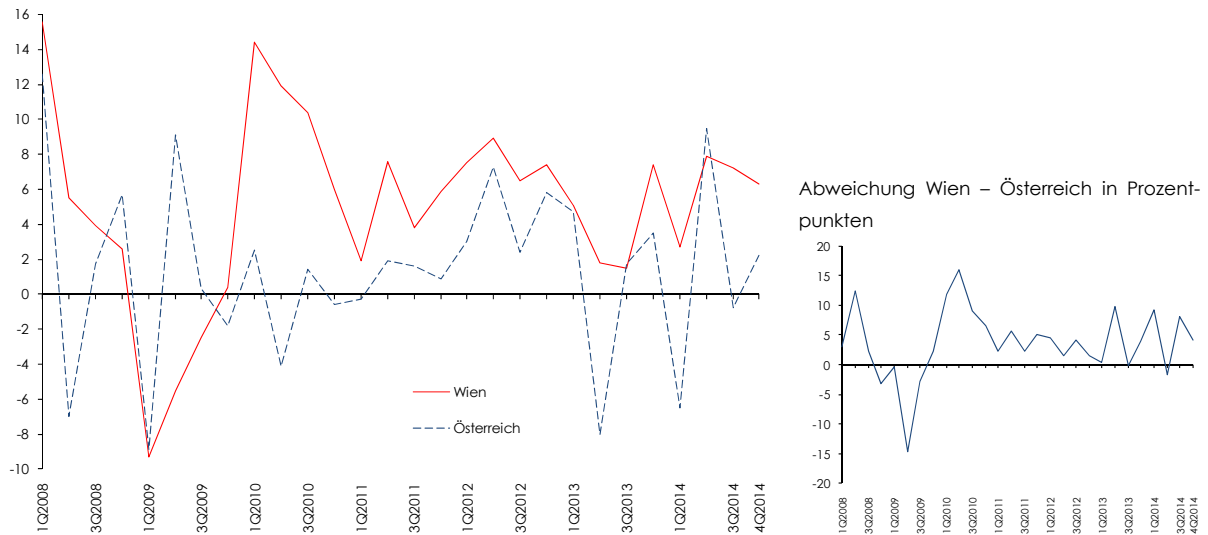 16
14
12
10
8
6
4
2
0
-2
-4
-6
-8
-10
Wien
Österreich
1Q2008
3Q2008
1Q2009
3Q2009
1Q2010
3Q2010
1Q2011
3Q2011
1Q2012
3Q2012
1Q2013
3Q2013
1Q2014
3Q2014
4Q2014
Abweichung Wien – Österreich in Prozent-
punkten
20
15
10
5
0
-5
-10
-15
-20
1Q2008
3Q2008
1Q2009
3Q2009
1Q2010
3Q2010
1Q2011
3Q2011
1Q2012
3Q2012
1Q2013
3Q2013
1Q2014
3Q2014
4Q2014